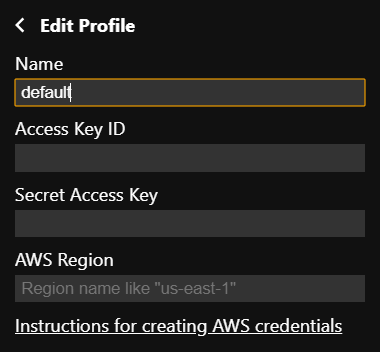 Edit Profile
Name
default
Access Key ID
Secret Access Key
AWS Region
Region name like "us-east-1"
Instructions for creating AWS credentials